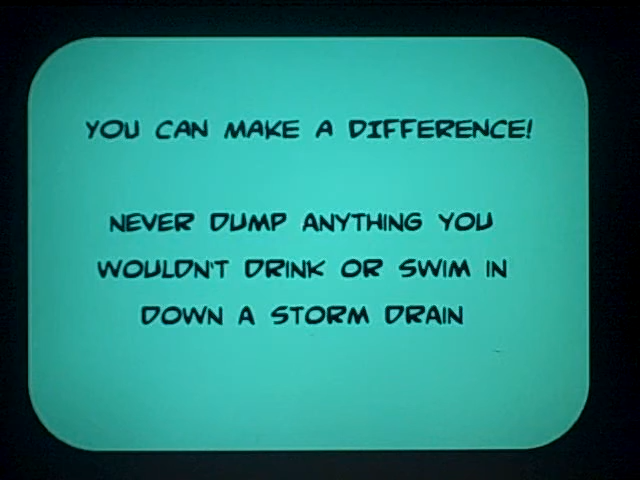 YOU CAN MAKE A DIFFERENCE!
NEVER DUMP ANYTHING YOU
WOULDN'T DRINK OR SWIM IN
DOWN A STORM DRAIN